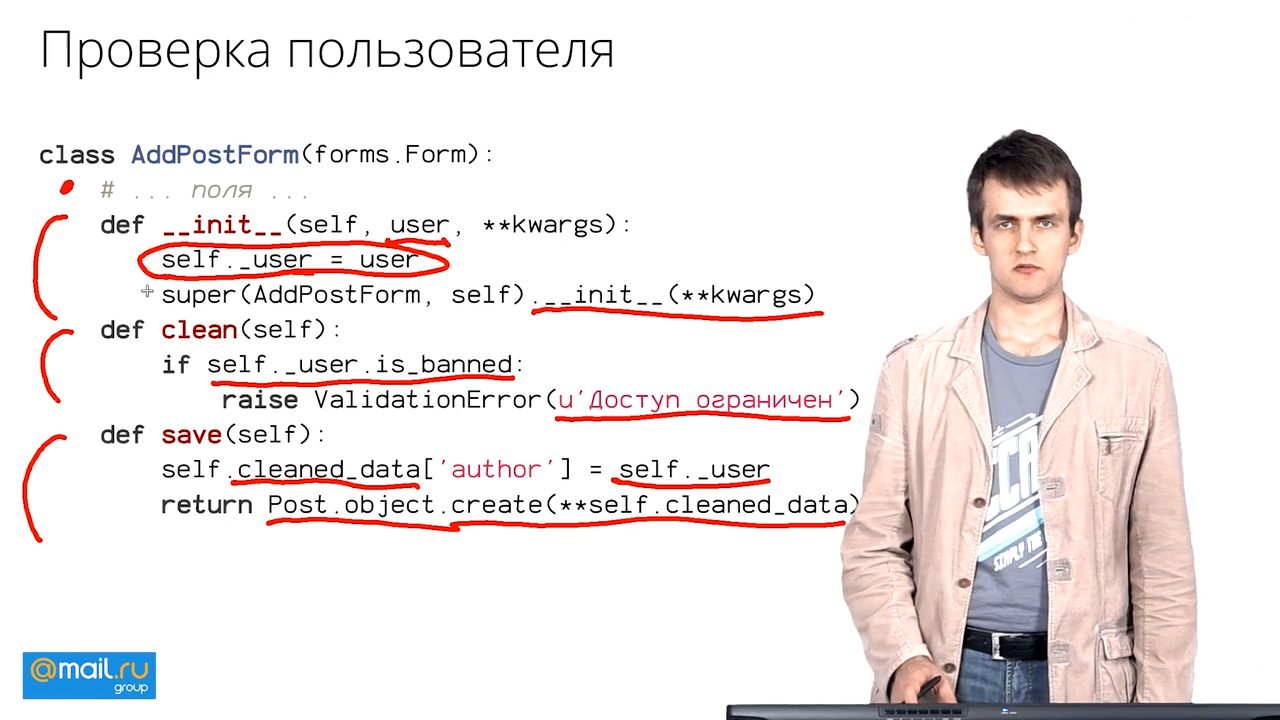 Проверка пользователя
class AddPostForm(forms.Form):
# ... поля ...
def __init__(self, user, **kwargs):
self._user = user
super(AddPostForm, self).__init__(**kwargs)
def clean(self):
if self._user.is_banned:
raise ValidationError(u'Доступ ограничен')
def save(self):
self.cleaned_data['author'] = self._user
return Post.object.create(**self.cleaned_data)
SIMPLY THE
@mail.ru
group